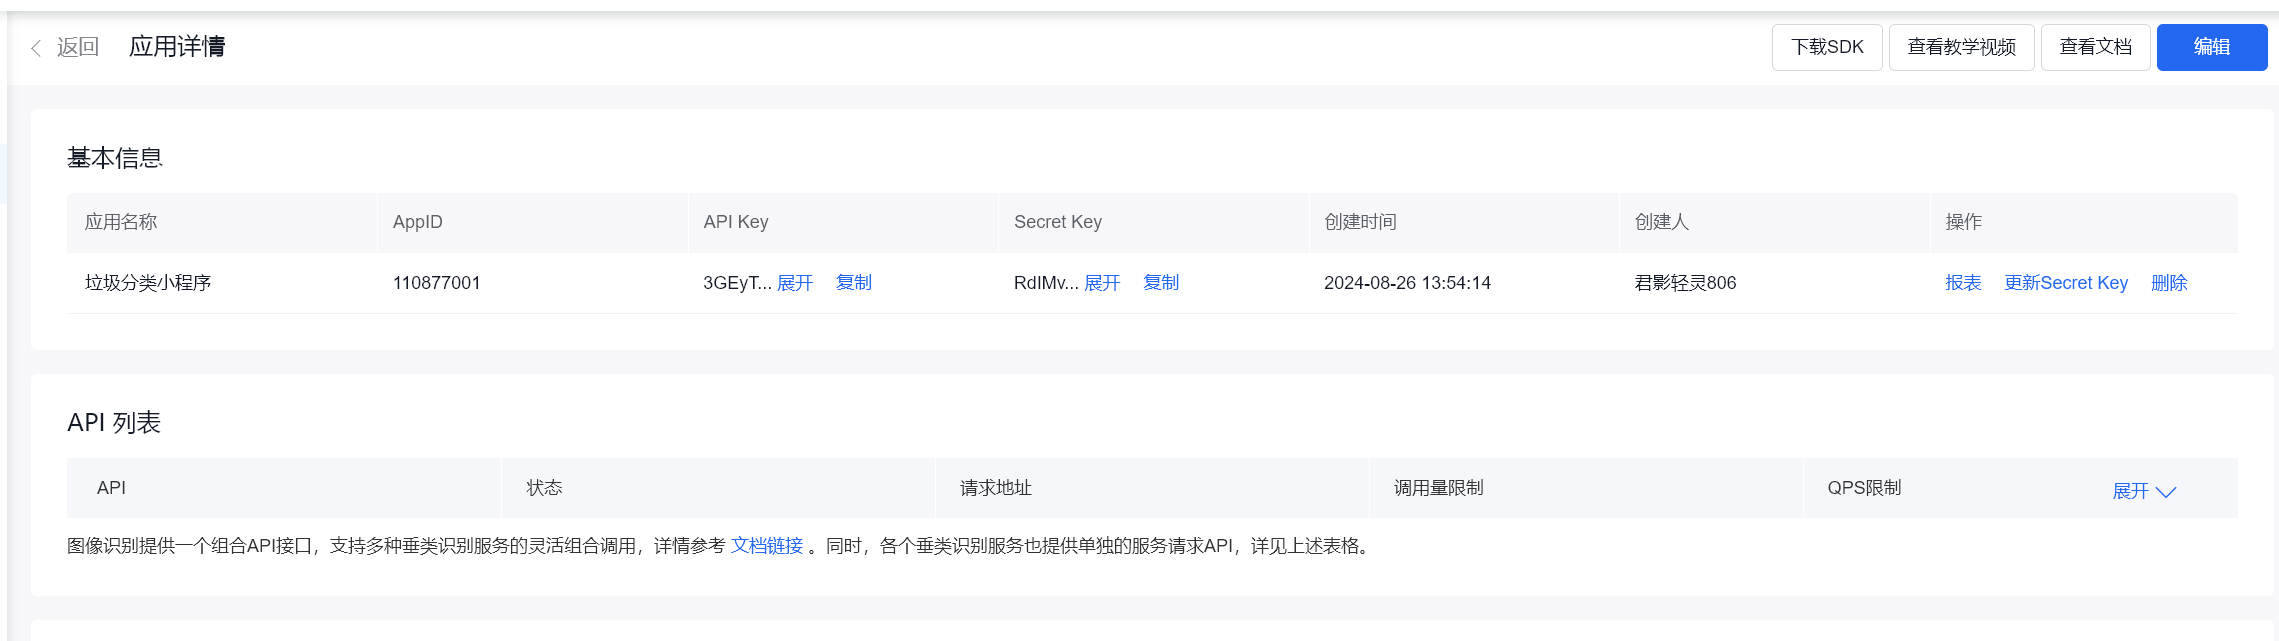 返回 应用详情 下载SDK 查看教学视频 查看文档 编辑
基本信息
应用名称 AppID API Key Secret Key 创建时间 创建人 操作
垃圾分类小程序 110877001 3GEyT... 展开 复制 RdIMv... 展开 复制 2024-08-26 13:54:14 君影轻灵806 报表 更新Secret Key 删除
API 列表
API 状态 请求地址 调用量限制 QPS限制 展开
图像识别提供一个组合API接口，支持多种垂类识别服务的灵活组合调用，详情参考 文档链接 。同时，各个垂类识别服务也提供单独的服务请求API，详见上述表格。